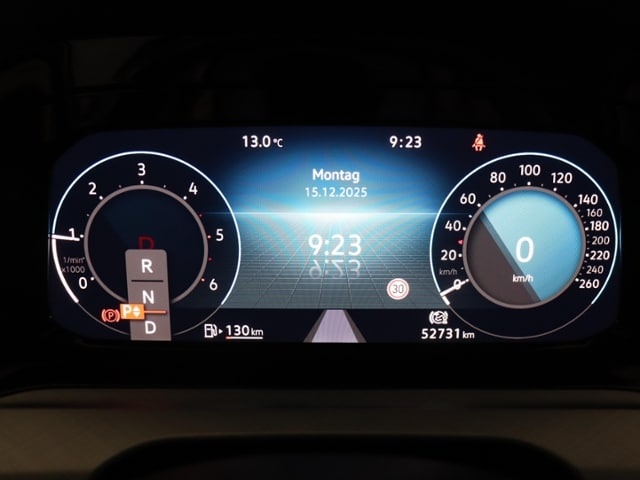 13.0 °C
9:23
Montag
15.12.2025
9:23
0
1
2
3
4
5
6
1/min
x1000
D
R
N
D
P
P
130 km
30
0
20
40
60
80
100
120
140
160
180
200
220
240
260
km/h
0
km/h
52731 km